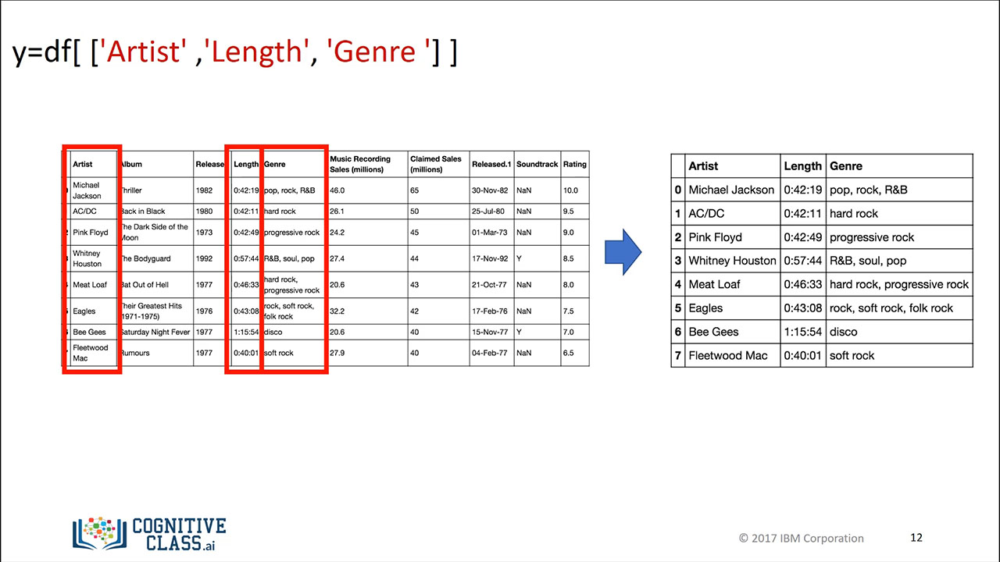 y=df[ ['Artist' ,'Length', 'Genre '] ]
Artist Album Release Length Genre Music Recording Sales (millions) Claimed Sales (millions) Released.1 Soundtrack Rating
Michael Jackson Thriller 1982 0:42:19 pop, rock, R&B 46.0 65 30-Nov-82 NaN 10.0
AC/DC Back in Black 1980 0:42:11 hard rock 26.1 50 25-Jul-80 NaN 9.5
Pink Floyd The Dark Side of the Moon 1973 0:42:49 progressive rock 24.2 45 01-Mar-73 NaN 9.0
Whitney Houston The Bodyguard 1992 0:57:44 R&B, soul, pop 27.4 44 17-Nov-92 Y 8.5
Meat Loaf Bat Out of Hell 1977 0:46:33 hard rock, progressive rock 20.6 43 21-Oct-77 NaN 8.0
Eagles Their Greatest Hits (1971-1975) 1976 0:43:08 rock, soft rock, folk rock 32.2 42 17-Feb-76 NaN 7.5
Bee Gees Saturday Night Fever 1977 1:15:54 disco 20.6 40 15-Nov-77 Y 7.0
Fleetwood Mac Rumours 1977 0:40:01 soft rock 27.9 40 04-Feb-77 NaN 6.5
Artist Length Genre
0 Michael Jackson 0:42:19 pop, rock, R&B
1 AC/DC 0:42:11 hard rock
2 Pink Floyd 0:42:49 progressive rock
3 Whitney Houston 0:57:44 R&B, soul, pop
4 Meat Loaf 0:46:33 hard rock, progressive rock
5 Eagles 0:43:08 rock, soft rock, folk rock
6 Bee Gees 1:15:54 disco
7 Fleetwood Mac 0:40:01 soft rock
COGNITIVE
CLASS.ai
© 2017 IBM Corporation 12